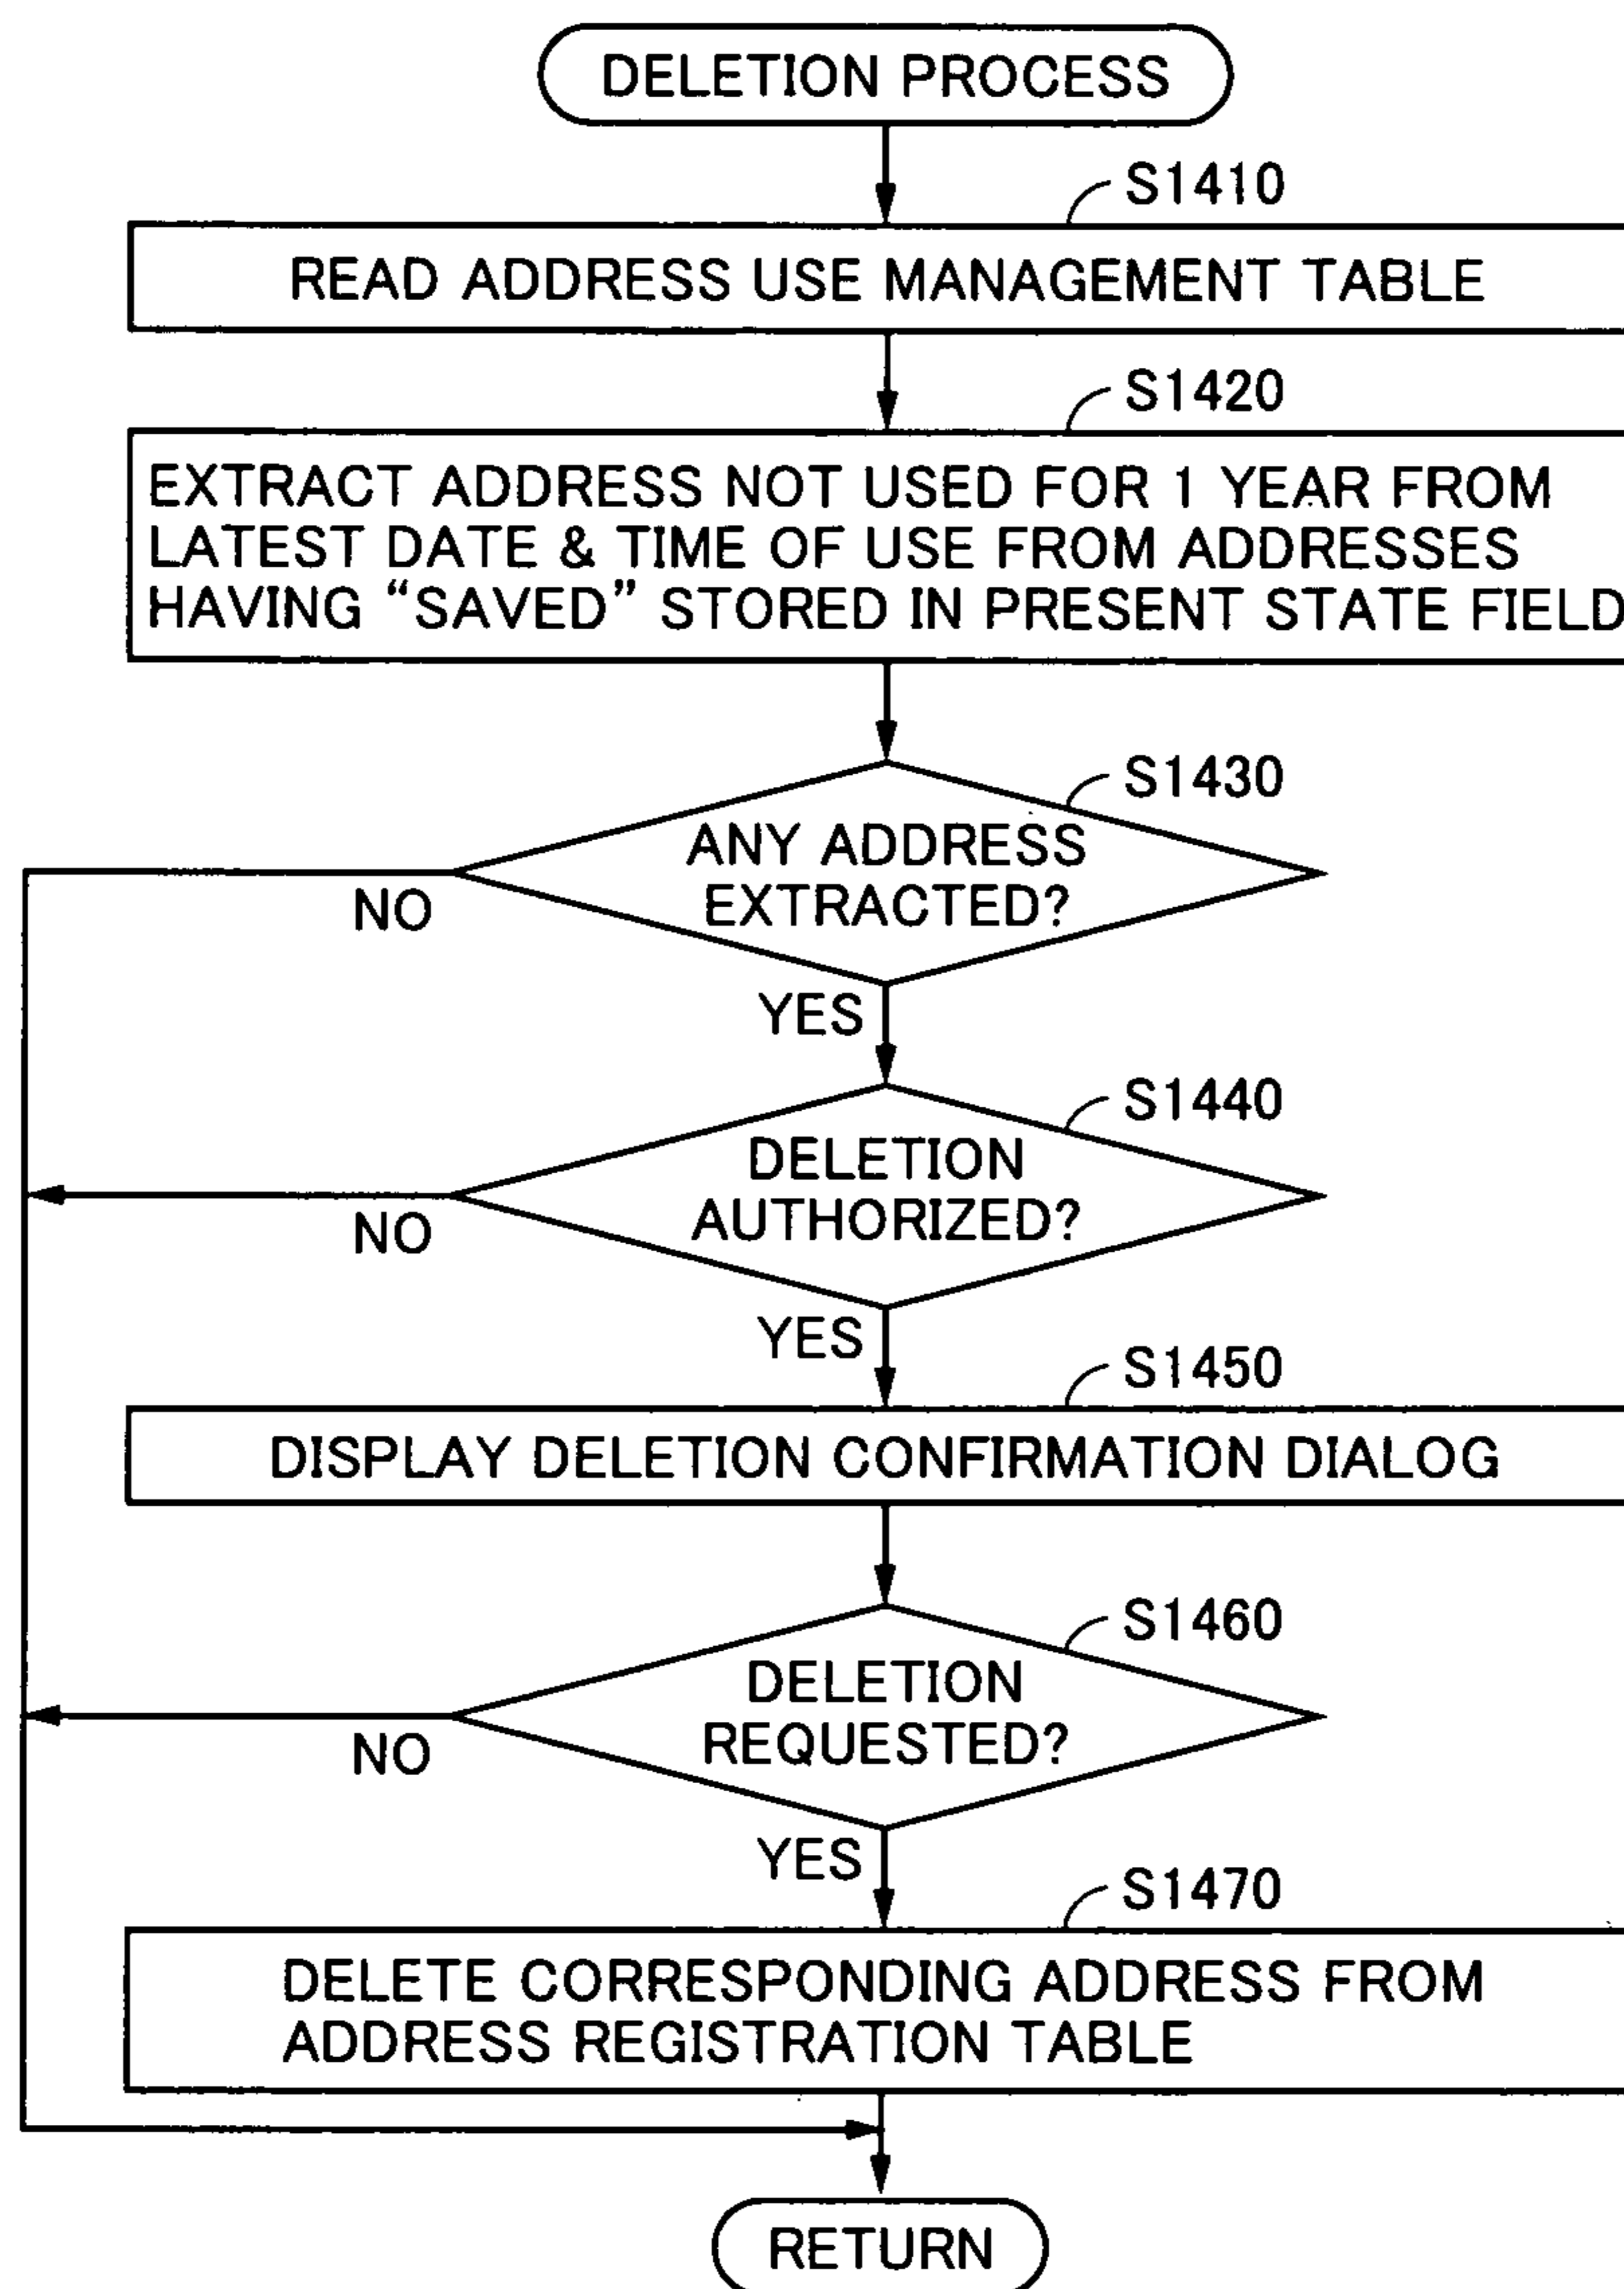 DELETION PROCESS
S1410
READ ADDRESS USE MANAGEMENT TABLE
S1420
EXTRACT ADDRESS NOT USED FOR 1 YEAR FROM
LATEST DATE & TIME OF USE FROM ADDRESSES
HAVING “SAVED” STORED IN PRESENT STATE FIELD
S1430
ANY ADDRESS
EXTRACTED?
NO
YES
S1440
DELETION
AUTHORIZED?
NO
YES
S1450
DISPLAY DELETION CONFIRMATION DIALOG
S1460
DELETION
REQUESTED?
NO
YES
S1470
DELETE CORRESPONDING ADDRESS FROM
ADDRESS REGISTRATION TABLE
RETURN